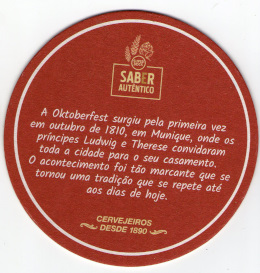 SABER
AUTÊNTICO
A Oktoberfest surgiu pela primeira vez
em outubro de 1810, em Munique, onde os
príncipes Ludwig e Therese convidaram
toda a cidade para o seu casamento.
O acontecimento foi tão marcante que se
tornou uma tradição que se repete até
aos dias de hoje.
CERVEJEIROS
DESDE 1890